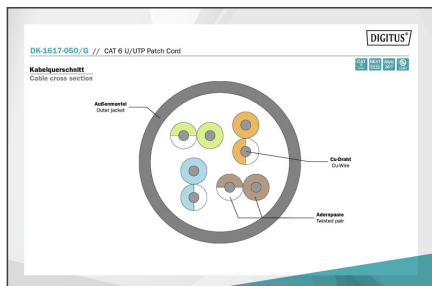 DIGITUS®
DK-1617-050/G // CAT 6 U/UTP Patch Cord
Kabelquerschnitt
Cable cross section
Außenmantel
Outer jacket
Cu-Draht
Cu-Wire
Adernpaare
Twisted pair